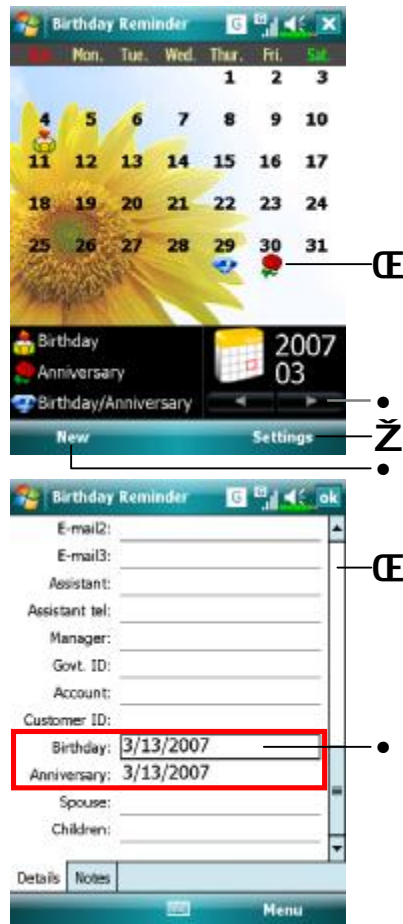 Birthday Reminder G X
Sun. Mon. Tue. Wed. Thur. Fri. Sat.
1 2 3
4 5 6 7 8 9 10
11 12 13 14 15 16 17
18 19 20 21 22 23 24
25 26 27 28 29 30 31
Œ
Birthday
Anniversary
Birthday/Anniversary
2007
03
•
New Settings
Ž
•
Birthday Reminder G ok
E-mail2:
E-mail3:
Œ
Assistant:
Assistant tel:
Manager:
Govt. ID:
Account:
Customer ID:
Birthday: 3/13/2007 •
Anniversary: 3/13/2007
Spouse:
Children:
Details Notes
Menu